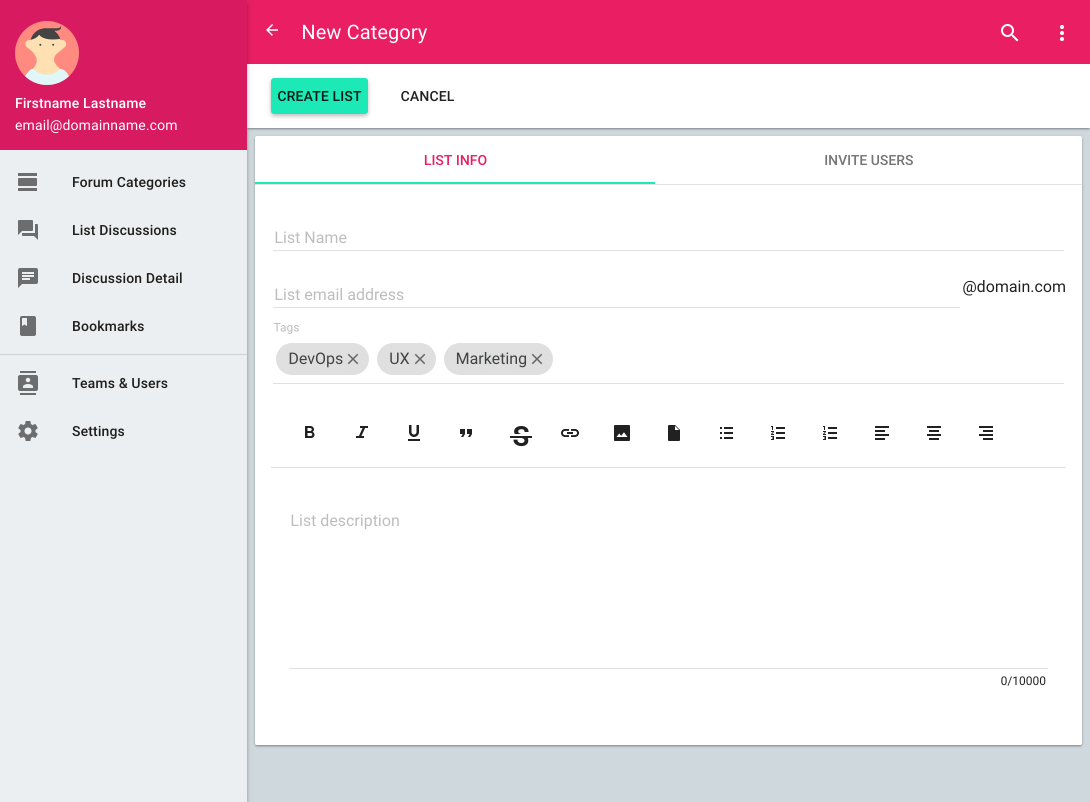 Firstname Lastname
email@domainname.com
Forum Categories
List Discussions
Discussion Detail
Bookmarks
Teams & Users
Settings
New Category
CREATE LIST
CANCEL
LIST INFO
INVITE USERS
List Name
List email address
@domain.com
Tags
DevOps
UX
Marketing
List description
0/10000